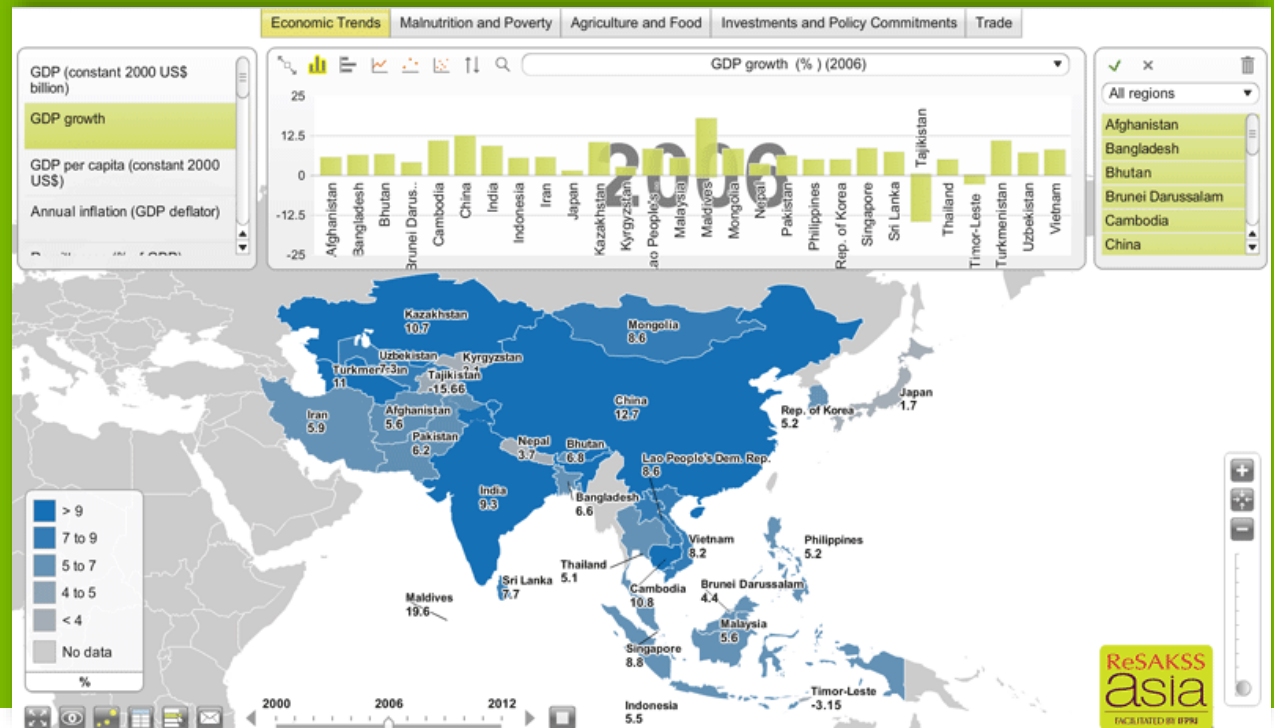 Economic Trends
Malnutrition and Poverty
Agriculture and Food
Investments and Policy Commitments
Trade
GDP (constant 2000 US$
billion)
GDP growth
GDP per capita (constant 2000
US$)
Annual inflation (GDP deflator)
GDP growth (% ) (2006)
25
12.5
0
-12.5
-25
2006
Afghanistan
Bangladesh
Bhutan
Brunei Darus..
Cambodia
China
India
Indonesia
Iran
Japan
Kazakhstan
Kyrgyzstan
Lao People's..
Malaysia
Maldives
Mongolia
Nepal
Pakistan
Philippines
Rep. of Korea
Singapore
Sri Lanka
Tajikistan
Thailand
Timor-Leste
Turkmenistan
Uzbekistan
Vietnam
All regions
Afghanistan
Bangladesh
Bhutan
Brunei Darussalam
Cambodia
China
Kazakhstan
10.7
Mongolia
8.6
Uzbekistan
7.3
Kyrgyzstan
Turkmenistan
11
Tajikistan
-15.66
China
12.7
Japan
1.7
Rep. of Korea
5.2
Iran
5.9
Afghanistan
5.6
Pakistan
6.2
Nepal
3.7
Bhutan
6.8
Lao People's Dem. Rep.
8.6
India
9.3
Bangladesh
6.6
Vietnam
8.2
Philippines
5.2
Thailand
5.1
Sri Lanka
7.7
Cambodia
10.8
Brunei Darussalam
4.4
Maldives
19.6
Malaysia
5.6
Singapore
8.8
Timor-Leste
-3.15
Indonesia
5.5
> 9
7 to 9
5 to 7
4 to 5
< 4
No data
%
2000
2006
2012
ReSAKSS
asia
FACILITATED BY IFPRI